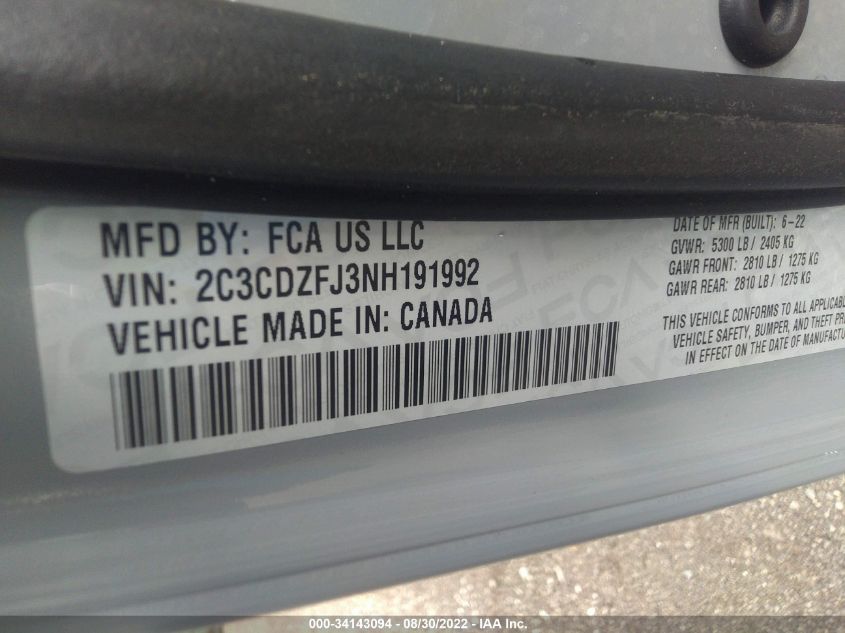 MFD BY: FCA US LLC
VIN: 2C3CDZFJ3NH191992
VEHICLE MADE IN: CANADA
DATE OF MFR (BUILT): 6-22
GVWR: 5300 LB / 2405 KG
GAWR FRONT: 2810 LB / 1275 KG
GAWR REAR: 2810 LB / 1275 KG
THIS VEHICLE CONFORMS TO ALL APPLICABL
VEHICLE SAFETY, BUMPER, AND THEFT PRE
IN EFFECT ON THE DATE OF MANUFACTU
000-34143094 - 08/30/2022 - IAA Inc.